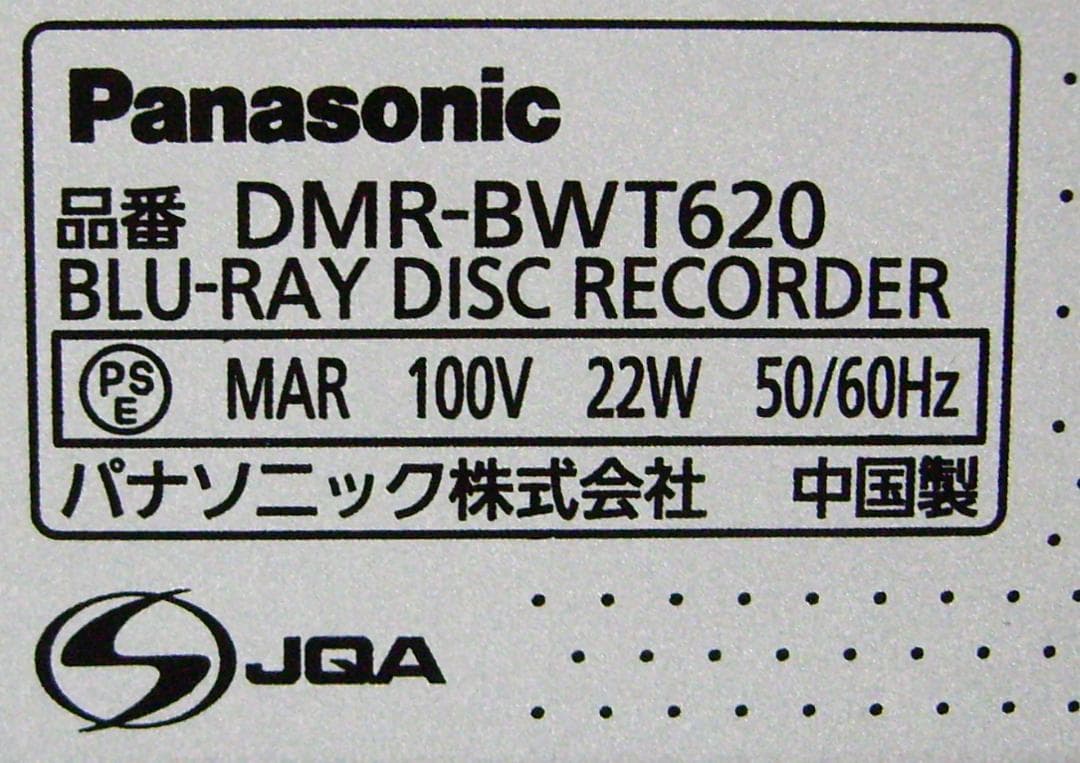 Panasonic
品番 DMR-BWT620
BLU-RAY DISC RECORDER
PSE MAR 100V 22W 50/60Hz
パナソニック株式会社 中国製
JQA